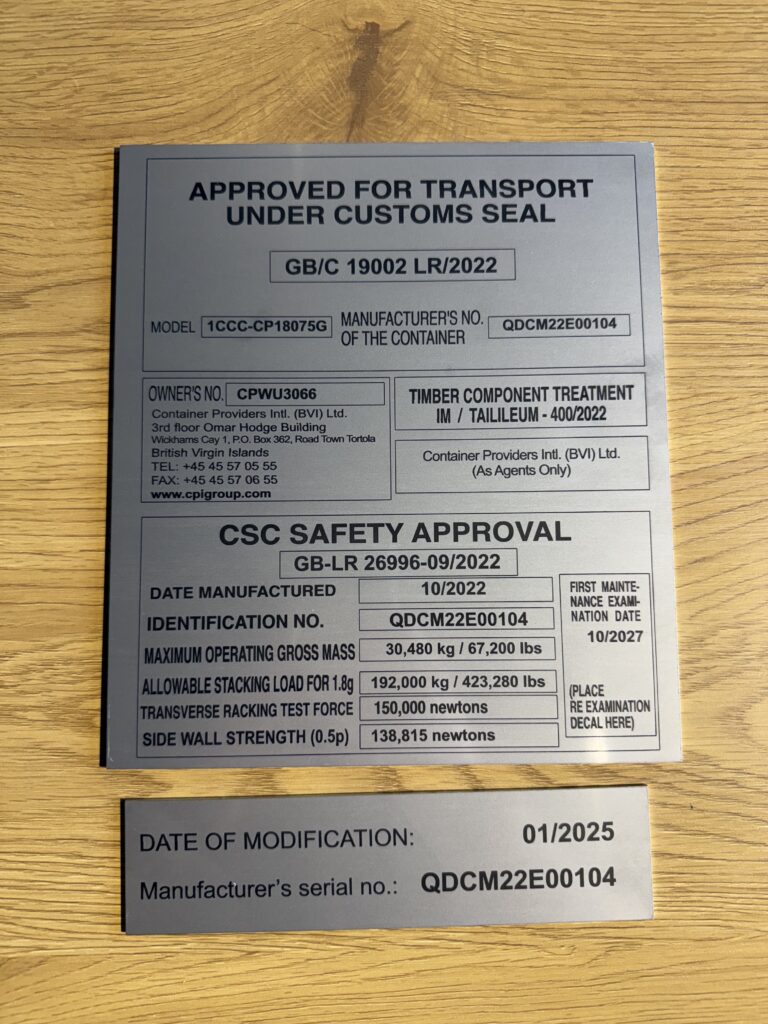 APPROVED FOR TRANSPORT
UNDER CUSTOMS SEAL
GB/C 19002 LR/2022
MODEL 1CCC-CP18075G MANUFACTURER'S NO. OF THE CONTAINER QDCM22E00104
OWNER'S NO. CPWU3066
Container Providers Intl. (BVI) Ltd.
3rd floor Omar Hodge Building
Wickhams Cay 1, P.O. Box 362, Road Town Tortola
British Virgin Islands
TEL: +45 45 57 05 55
FAX: +45 45 57 06 55
www.cpigroup.com
TIMBER COMPONENT TREATMENT
IM / TAILILEUM - 400/2022
Container Providers Intl. (BVI) Ltd.
(As Agents Only)
CSC SAFETY APPROVAL
GB-LR 26996-09/2022
DATE MANUFACTURED 10/2022
IDENTIFICATION NO. QDCM22E00104
MAXIMUM OPERATING GROSS MASS 30,480 kg / 67,200 lbs
ALLOWABLE STACKING LOAD FOR 1.8g 192,000 kg / 423,280 lbs
TRANSVERSE RACKING TEST FORCE 150,000 newtons
SIDE WALL STRENGTH (0.5p) 138,815 newtons
FIRST MAINTE-
NANCE EXAMI-
NATION DATE
10/2027
(PLACE
RE EXAMINATION
DECAL HERE)
DATE OF MODIFICATION: 01/2025
Manufacturer's serial no.: QDCM22E00104